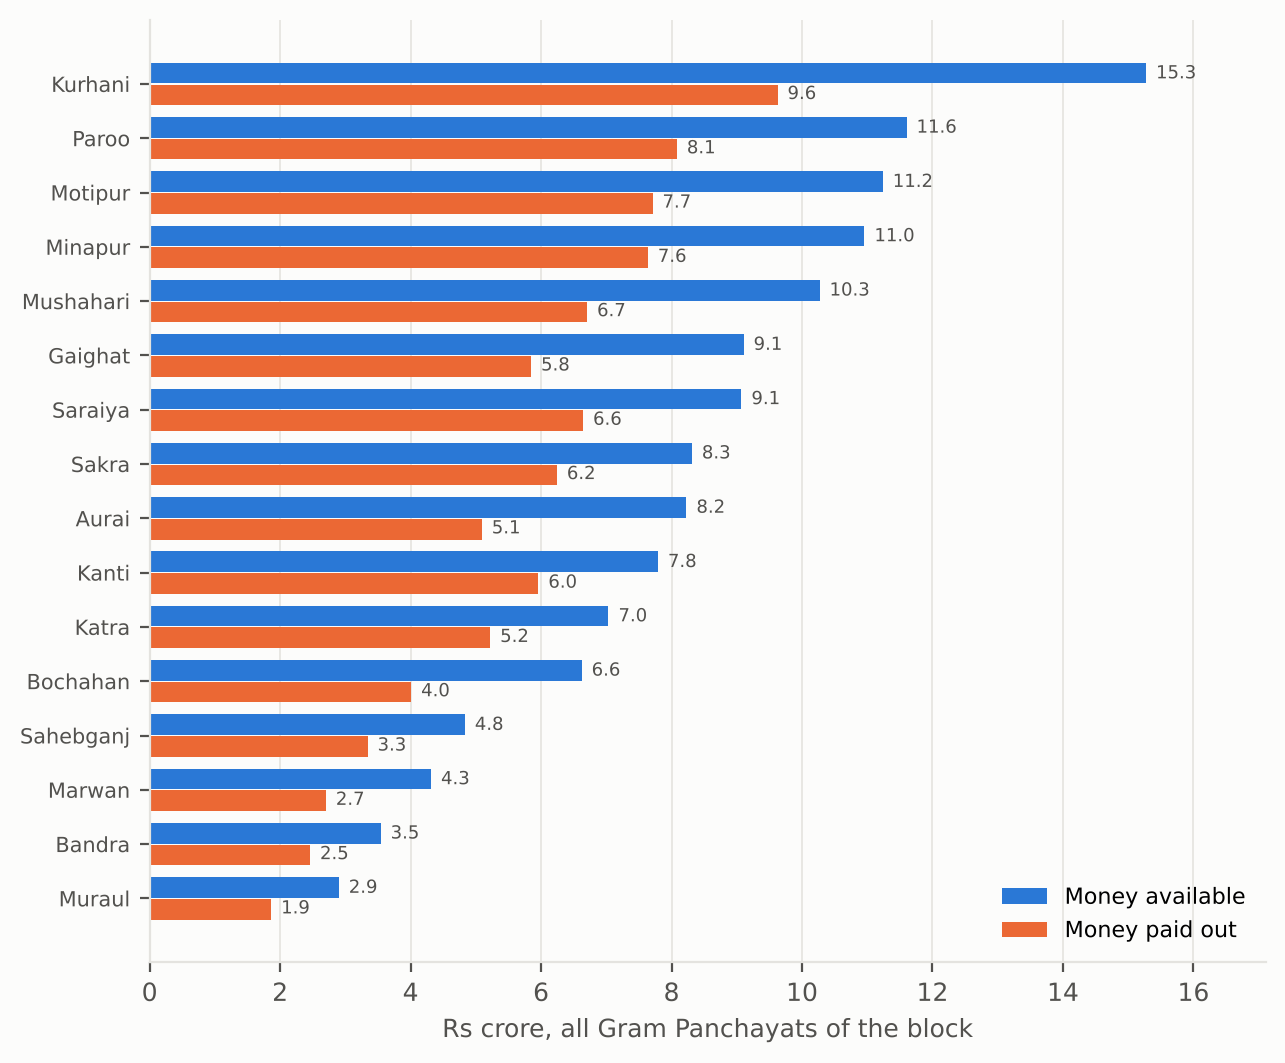 Kurhani 15.3
9.6
Paroo 11.6
8.1
Motipur 11.2
7.7
Minapur 11.0
7.6
Mushahari 10.3
6.7
Gaighat 9.1
5.8
Saraiya 9.1
6.6
Sakra 8.3
6.2
Aurai 8.2
5.1
Kanti 7.8
6.0
Katra 7.0
5.2
Bochahan 6.6
4.0
Sahebganj 4.8
3.3
Marwan 4.3
2.7
Bandra 3.5
2.5
Muraul 2.9
1.9
Money available
Money paid out
0 2 4 6 8 10 12 14 16
Rs crore, all Gram Panchayats of the block